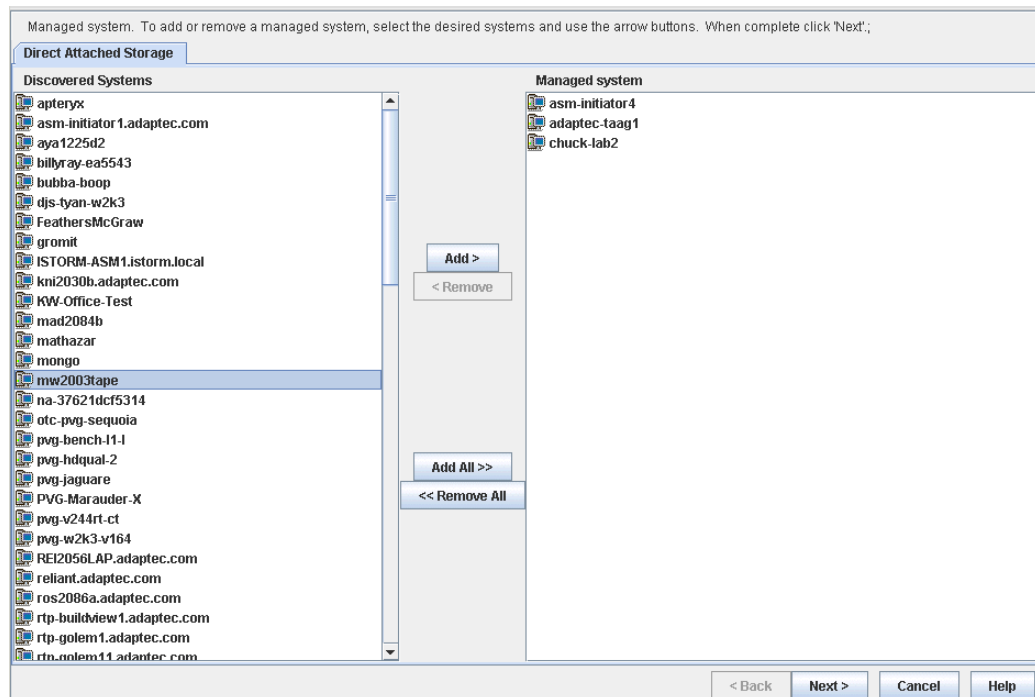 Managed system. To add or remove a managed system, select the desired systems and use the arrow buttons. When complete click 'Next'.;
Direct Attached Storage
Discovered Systems
apteryx
asm-initiator1.adaptec.com
aya1225d2
billyray-ea5543
bubba-boop
djs-tyan-w2k3
FeathersMcGraw
gromit
ISTORM-ASM1.istorm.local
kni2030b.adaptec.com
KW-Office-Test
mad2084b
mathazar
mongo
mw2003tape
na-37621dcf5314
otc-pvg-sequoia
pvg-bench-l1-l
pvg-hdqual-2
pvg-jaguare
PVG-Marauder-X
pvg-v244rt-ct
pvg-w2k3-v164
REI2056LAP.adaptec.com
reliant.adaptec.com
ros2086a.adaptec.com
rtp-buildview1.adaptec.com
rtp-golem1.adaptec.com
rtp-golem11.adaptec.com
Add >
< Remove
Add All >>
<< Remove All
Managed system
asm-initiator4
adaptec-taag1
chuck-lab2
< Back Next > Cancel Help